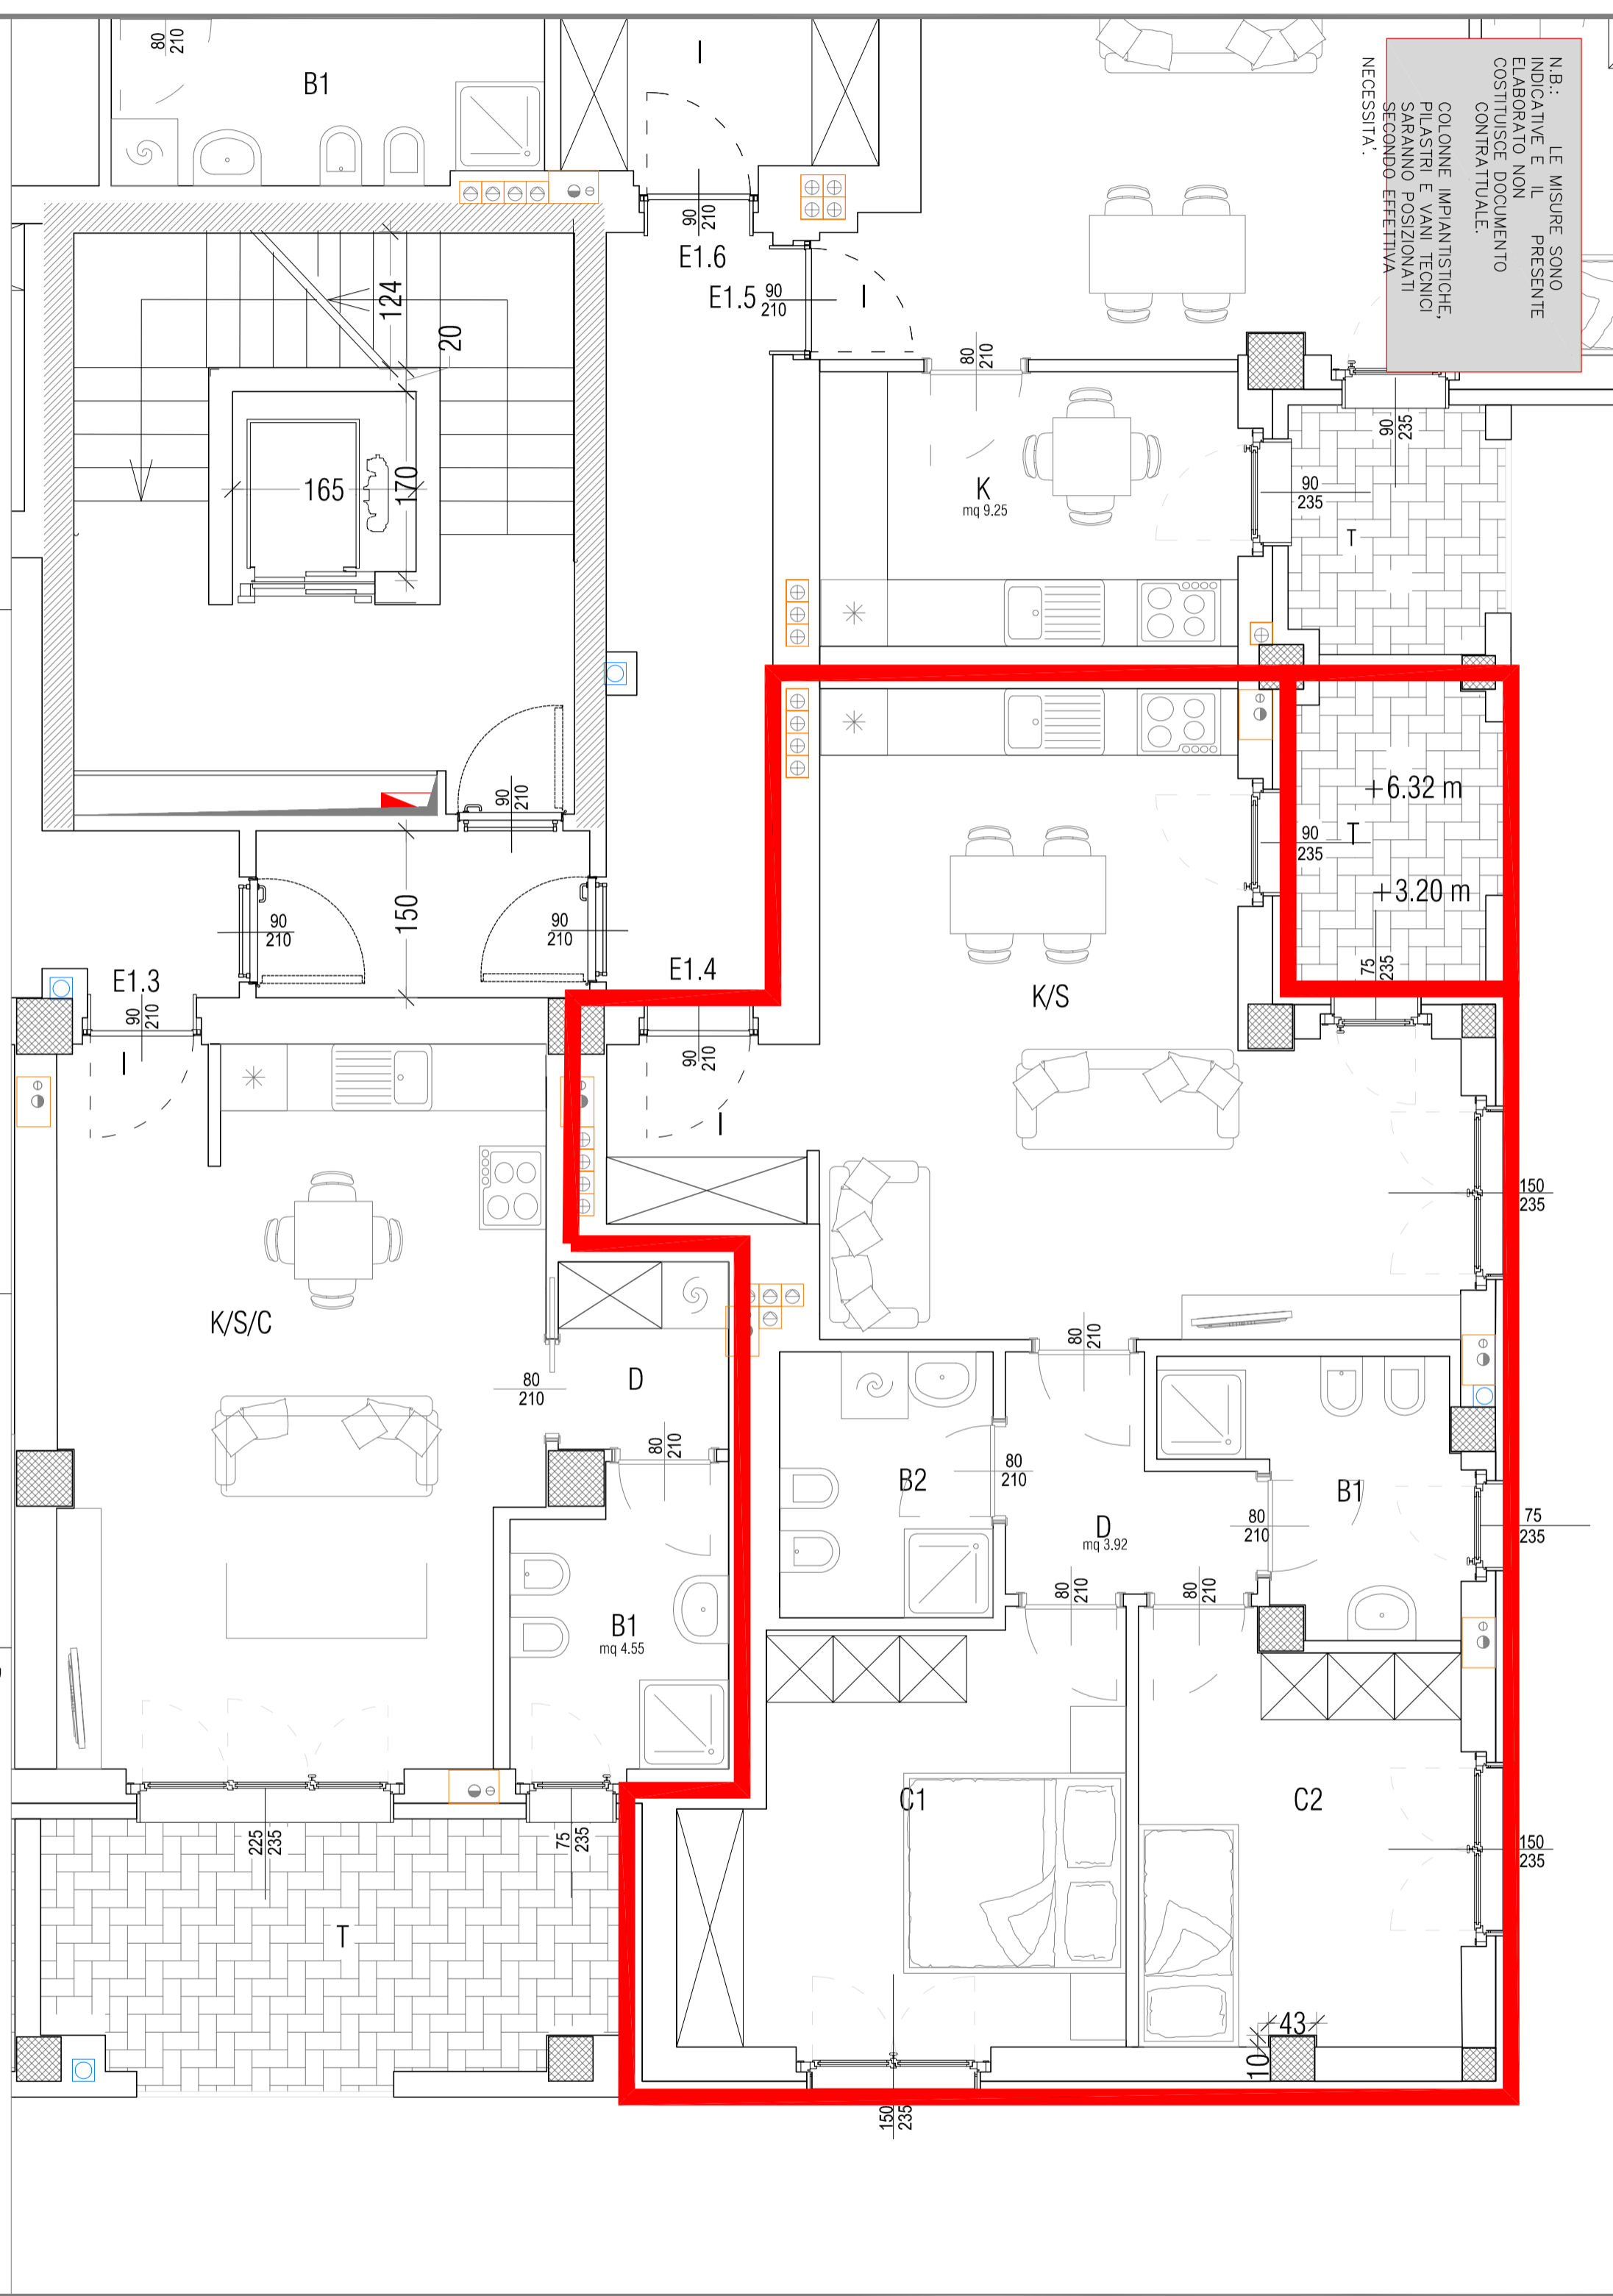 80
210
B1
I
N.B.: LE MISURE SONO
INDICATIVE E IL PRESENTE
ELABORATO NON
COSTITUISCE DOCUMENTO
CONTRATTUALE.
COLONNE IMPIANTISTICHE,
PILASTRI E VANI TECNICI
SARANNO POSIZIONATI
SECONDO EFFETTIVA
NECESSITA'.
90
210
E1.6
E1.5
90
210
I
124
20
80
210
90
235
165
170
K
mq 9.25
90
235
T
+6.32 m
90
210
90
235
T
+3.20 m
150
90
210
90
210
75
235
E1.3
E1.4
K/S
90
210
I
90
210
I
150
235
K/S/C
80
210
D
80
210
80
210
B2
80
210
B1
D
mq 3.92
80
210
75
235
B1
mq 4.55
80
210
80
210
C1
C2
225
235
75
235
150
235
T
43
10
150
235